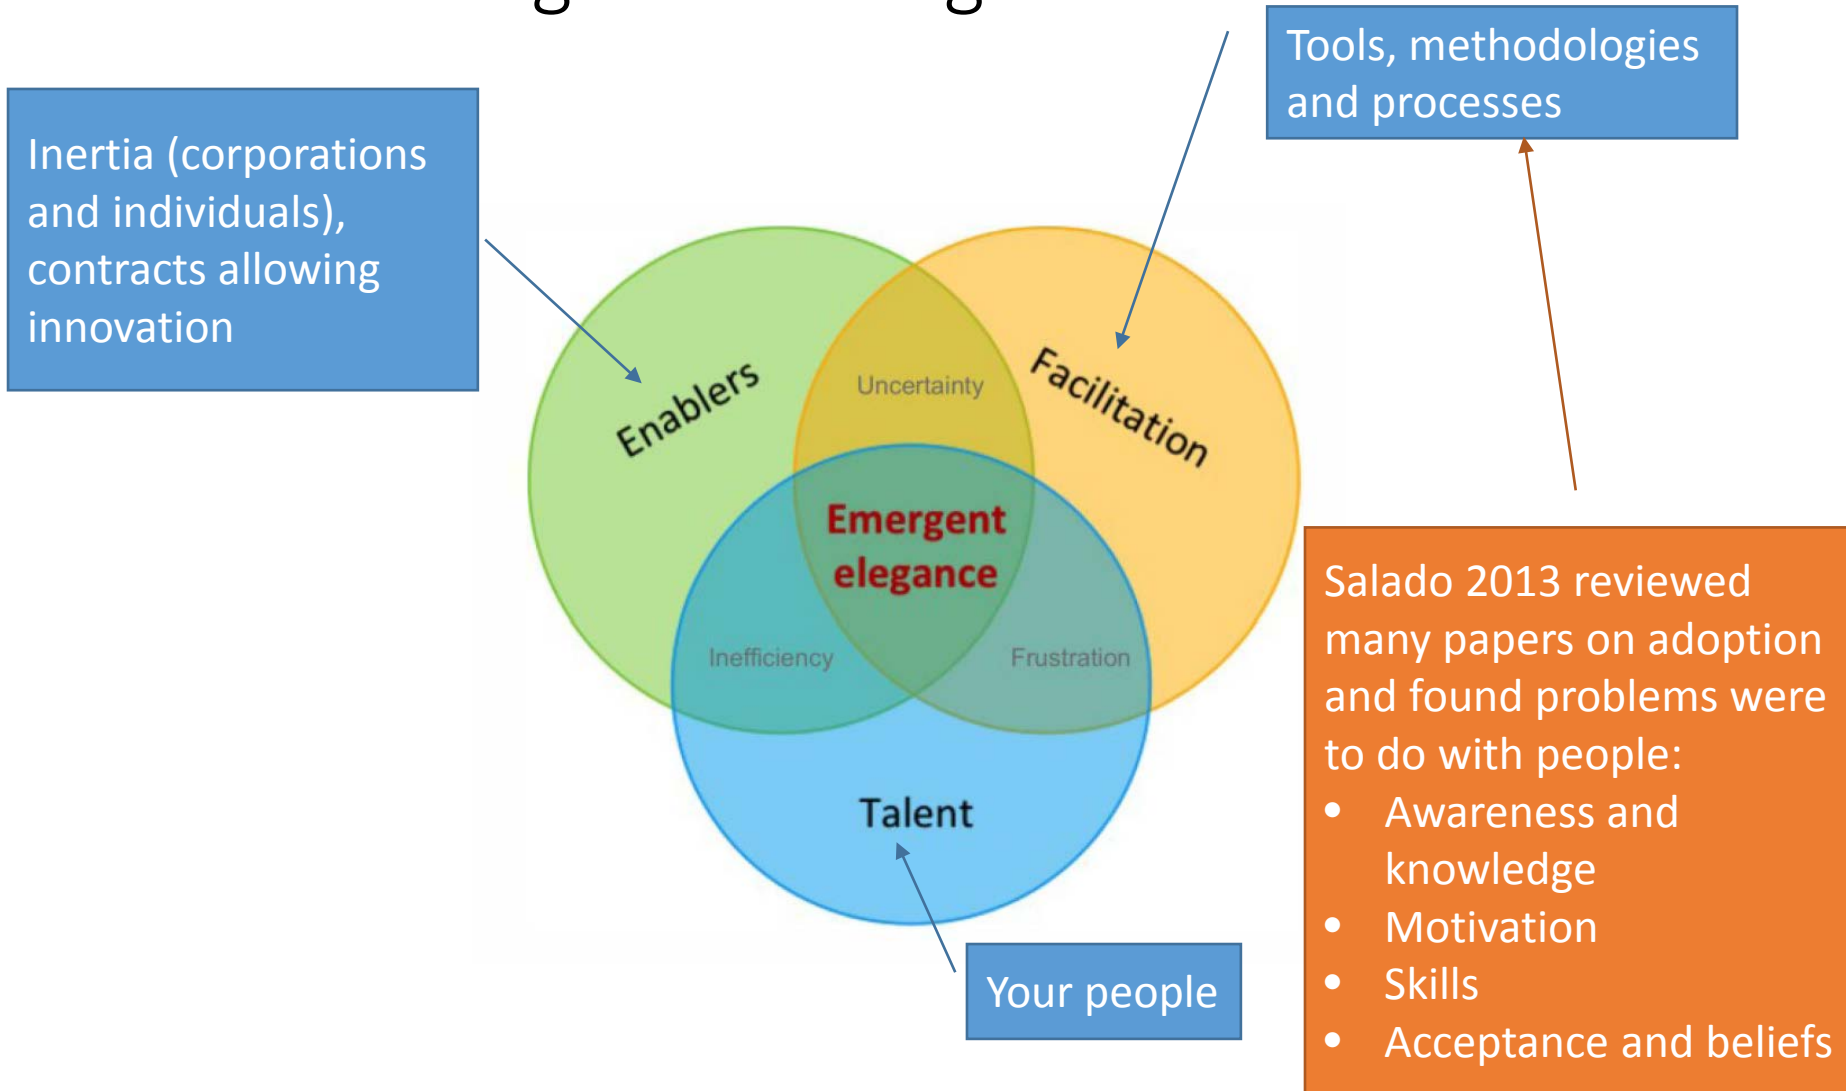 Tools, methodologies
and processes
Inertia (corporations
and individuals),
contracts allowing
innovation
Enablers
Uncertainty
Facilitation
Emergent
elegance
Inefficiency
Frustration
Talent
Your people
Salado 2013 reviewed
many papers on adoption
and found problems were
to do with people:
• Awareness and
knowledge
• Motivation
• Skills
• Acceptance and beliefs